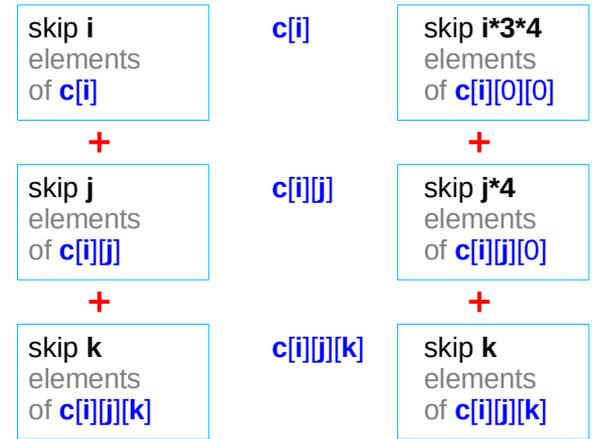 skip i
elements
of c[i]
c[i]
skip i*3*4
elements
of c[i][0][0]
+
+
skip j
elements
of c[i][j]
c[i][j]
skip j*4
elements
of c[i][j][0]
+
+
skip k
elements
of c[i][j][k]
c[i][j][k]
skip k
elements
of c[i][j][k]